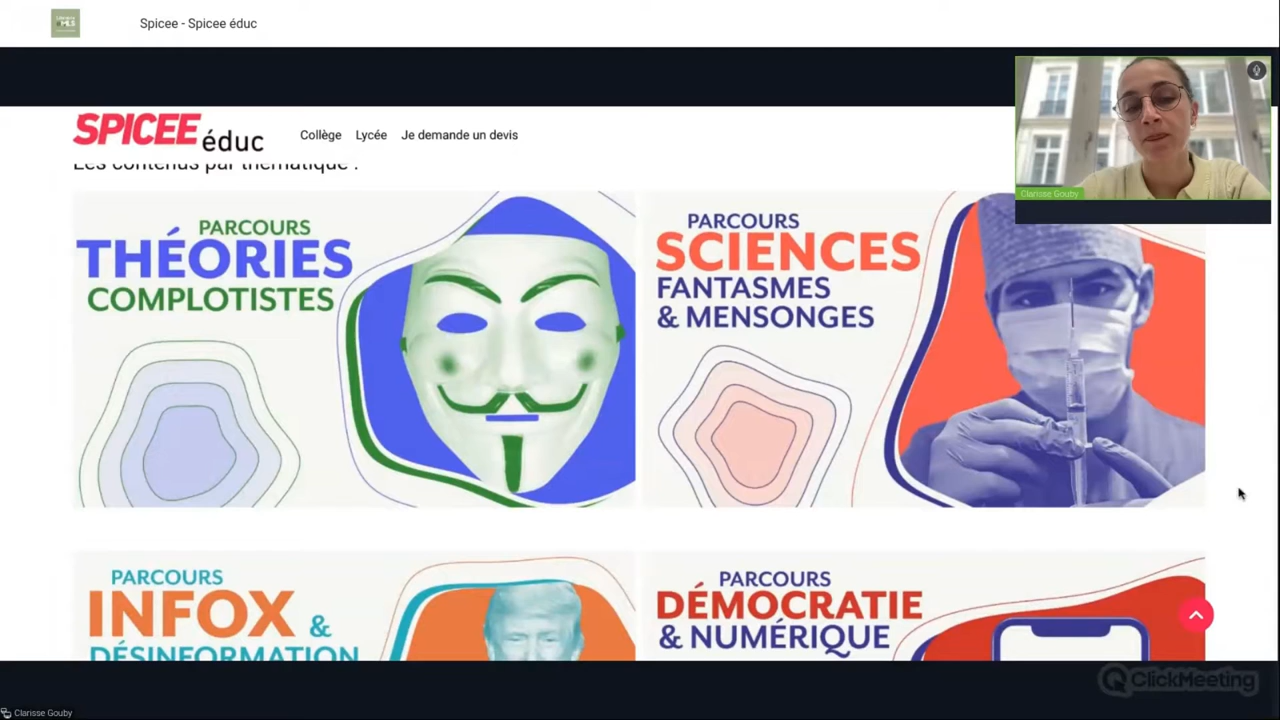 Spicee - Spicee éduc
SPICEE éduc
Collège Lycée Je demande un devis
Les contenus par thématique :
Clarisse Gouby
PARCOURS
THÉORIES
COMPLOTISTES
PARCOURS
SCIENCES
FANTASMES
& MENSONGES
PARCOURS
INFOX &
DÉSINFORMATION
PARCOURS
DÉMOCRATIE
& NUMÉRIQUE
ClickMeeting
Clarisse Gouby